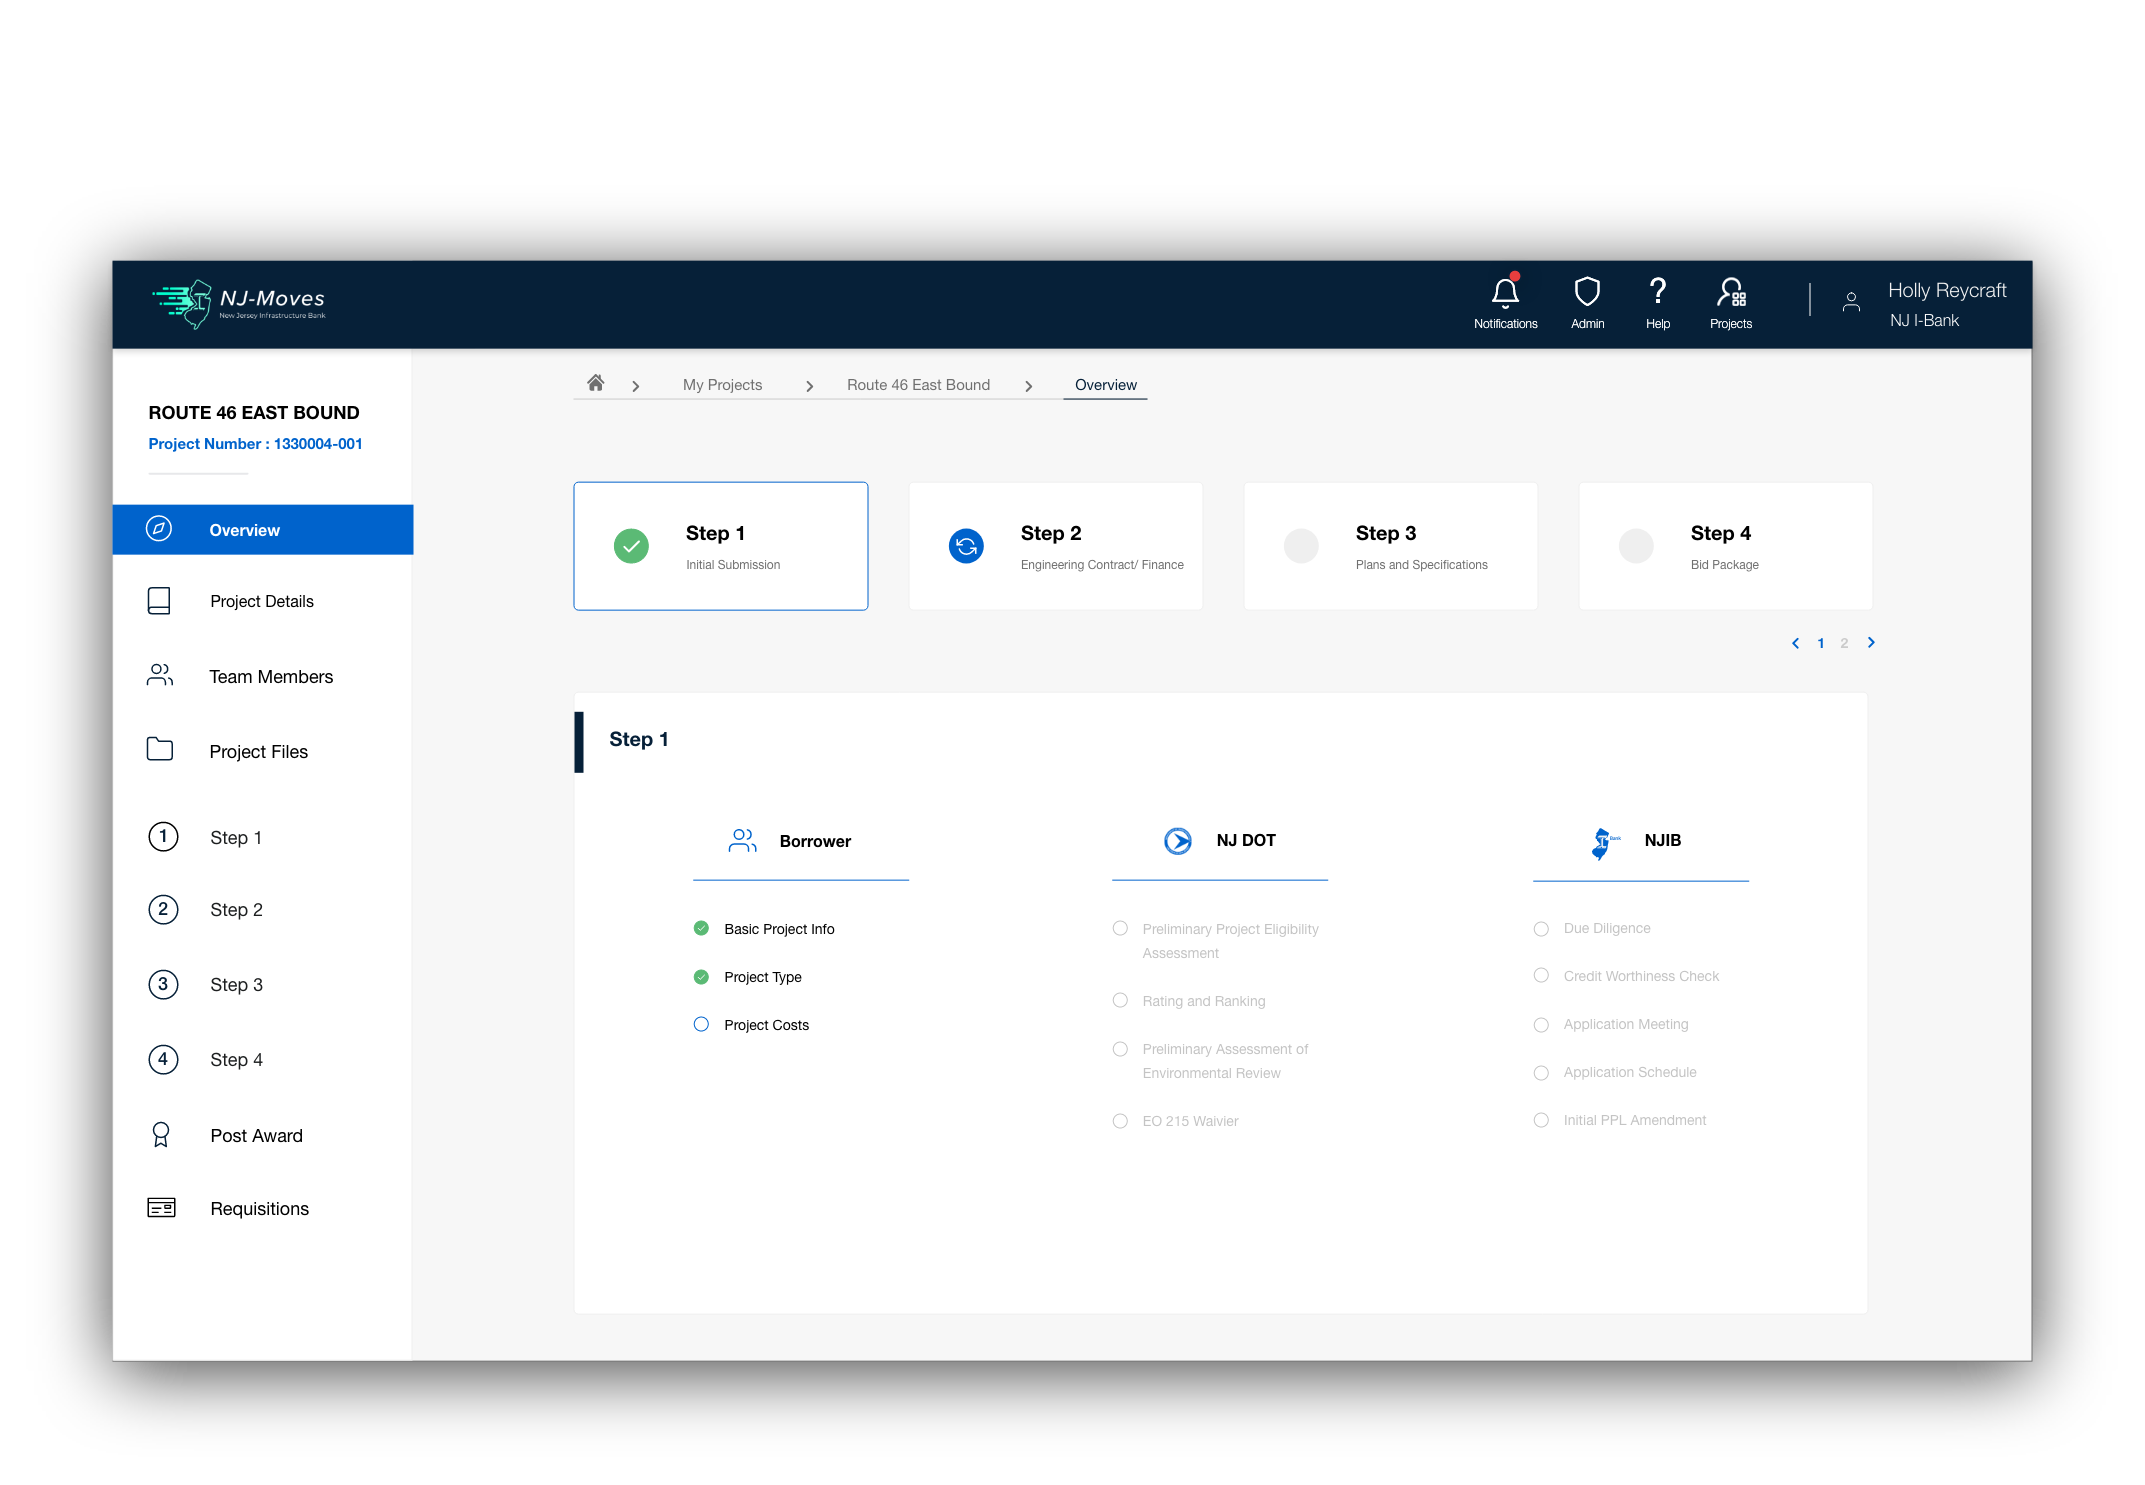 NJ-Moves
New Jersey Infrastructure Bank
Notifications
Admin
Help
Projects
Holly Reycraft
NJ I-Bank
ROUTE 46 EAST BOUND
Project Number : 1330004-001
Overview
Project Details
Team Members
Project Files
1 Step 1
2 Step 2
3 Step 3
4 Step 4
Post Award
Requisitions
My Projects
Route 46 East Bound
Overview
Step 1
Initial Submission
Step 2
Engineering Contract/ Finance
Step 3
Plans and Specifications
Step 4
Bid Package
1 2
Step 1
Borrower
Basic Project Info
Project Type
Project Costs
NJ DOT
Preliminary Project Eligibility
Assessment
Rating and Ranking
Preliminary Assessment of
Environmental Review
EO 215 Waivier
I Bank
NJIB
Due Diligence
Credit Worthiness Check
Application Meeting
Application Schedule
Initial PPL Amendment